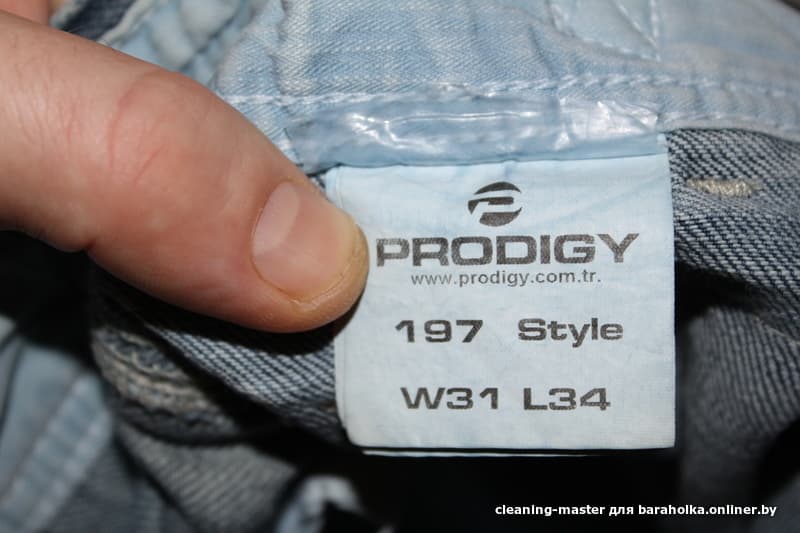 PRODIGY
www.prodigy.com.tr.
197 Style
W31 L34
cleaning-master для baraholka.onliner.by